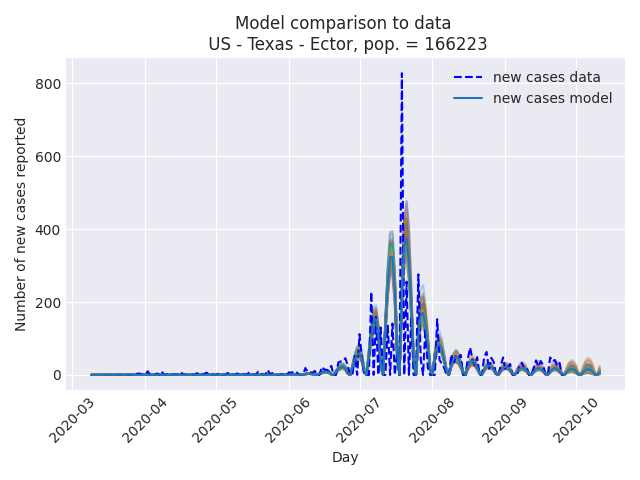 Model comparison to data
US - Texas - Ector, pop. = 166223
new cases data
new cases model
Number of new cases reported
800
600
400
200
0
2020-03
2020-04
2020-05
2020-06
2020-07
2020-08
2020-09
2020-10
Day